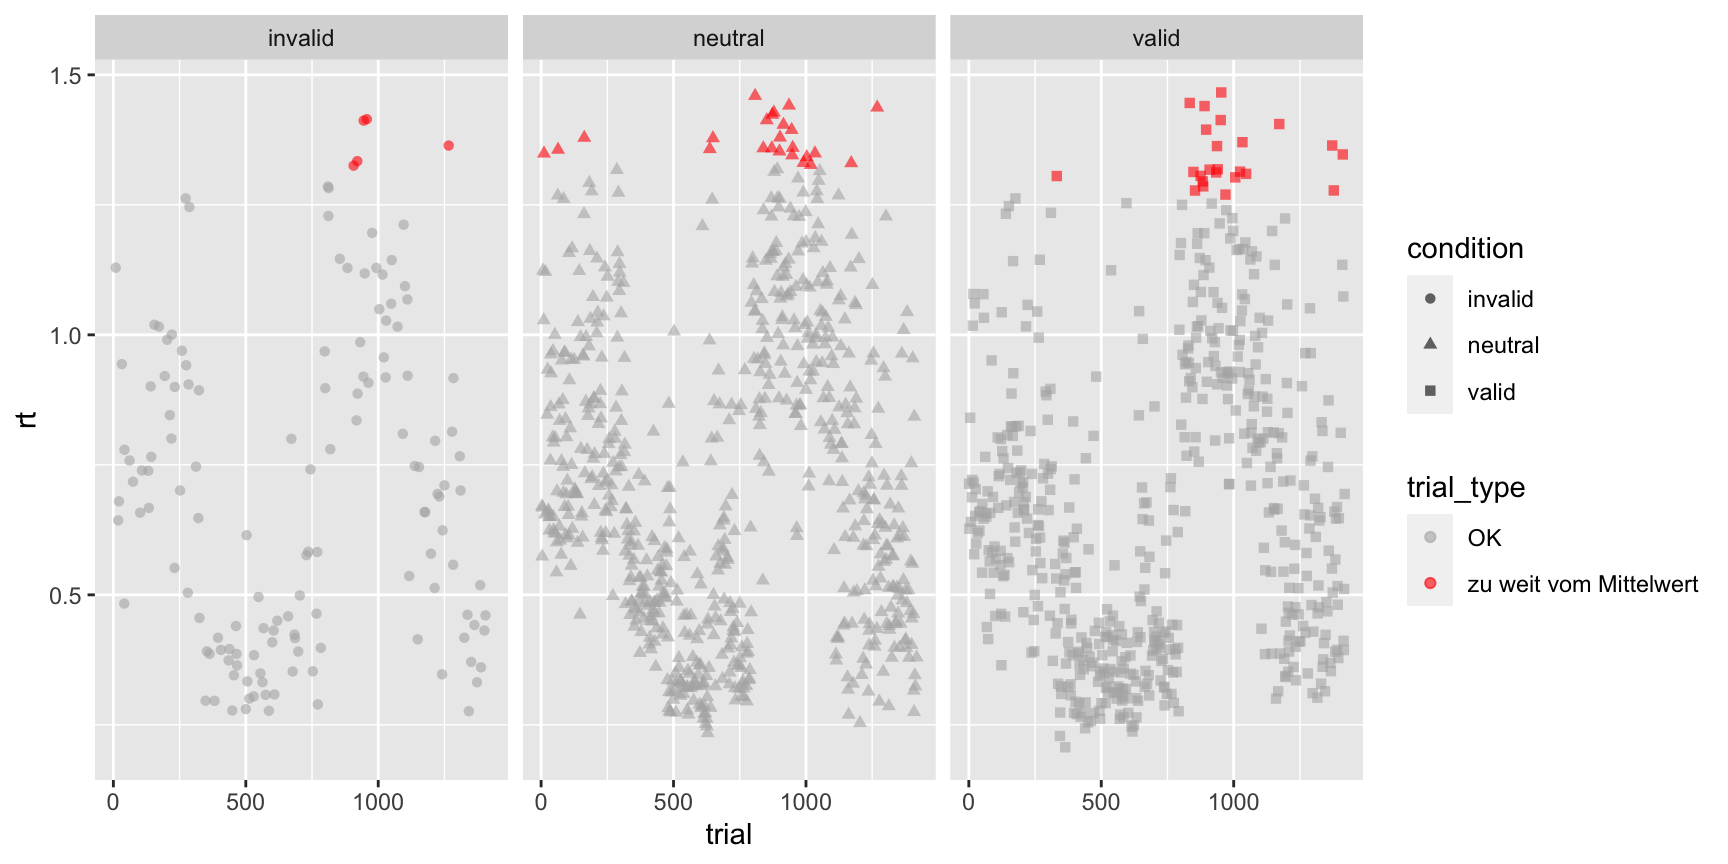 invalid neutral valid
1.5
1.0
0.5
rt
0 500 1000 0 500 1000 0 500 1000
trial
condition
invalid
neutral
valid
trial_type
OK
zu weit vom Mittelwert